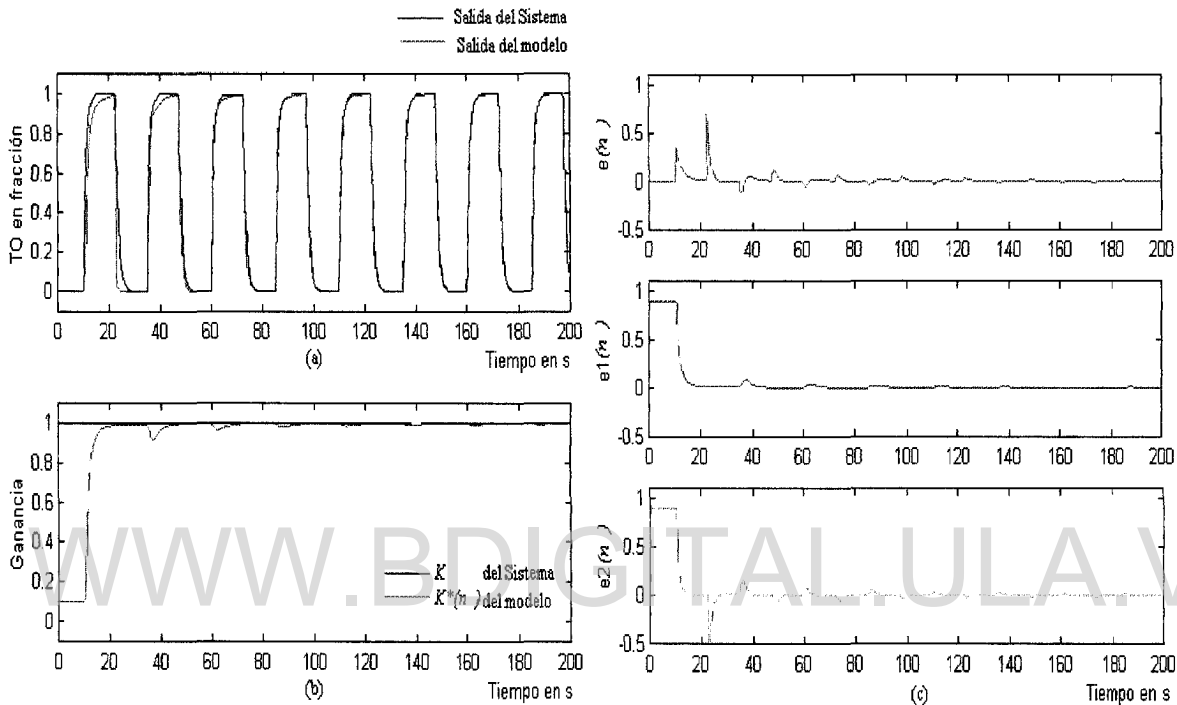 Salida del Sistema
Salida del modelo
TO en fracción
1
0.8
0.6
0.4
0.2
0
0 20 40 60 80 100 120 140 160 180 200
(a)
Tiempo en s
Ganancia
1
0.8
0.6
0.4
0.2
0
K del Sistema
K*(n) del modelo
0 20 40 60 80 100 120 140 160 180 200
(b)
Tiempo en s
e(n)
1
0.5
0
-0.5
0 20 40 60 80 100 120 140 160 180 200
e1(n)
1
0.5
0
-0.5
0 20 40 60 80 100 120 140 160 180 200
e2(n)
1
0.5
0
-0.5
0 20 40 60 80 100 120 140 160 180 200
(c)
Tiempo en s
WWW.BDIGITAL.ULA.V